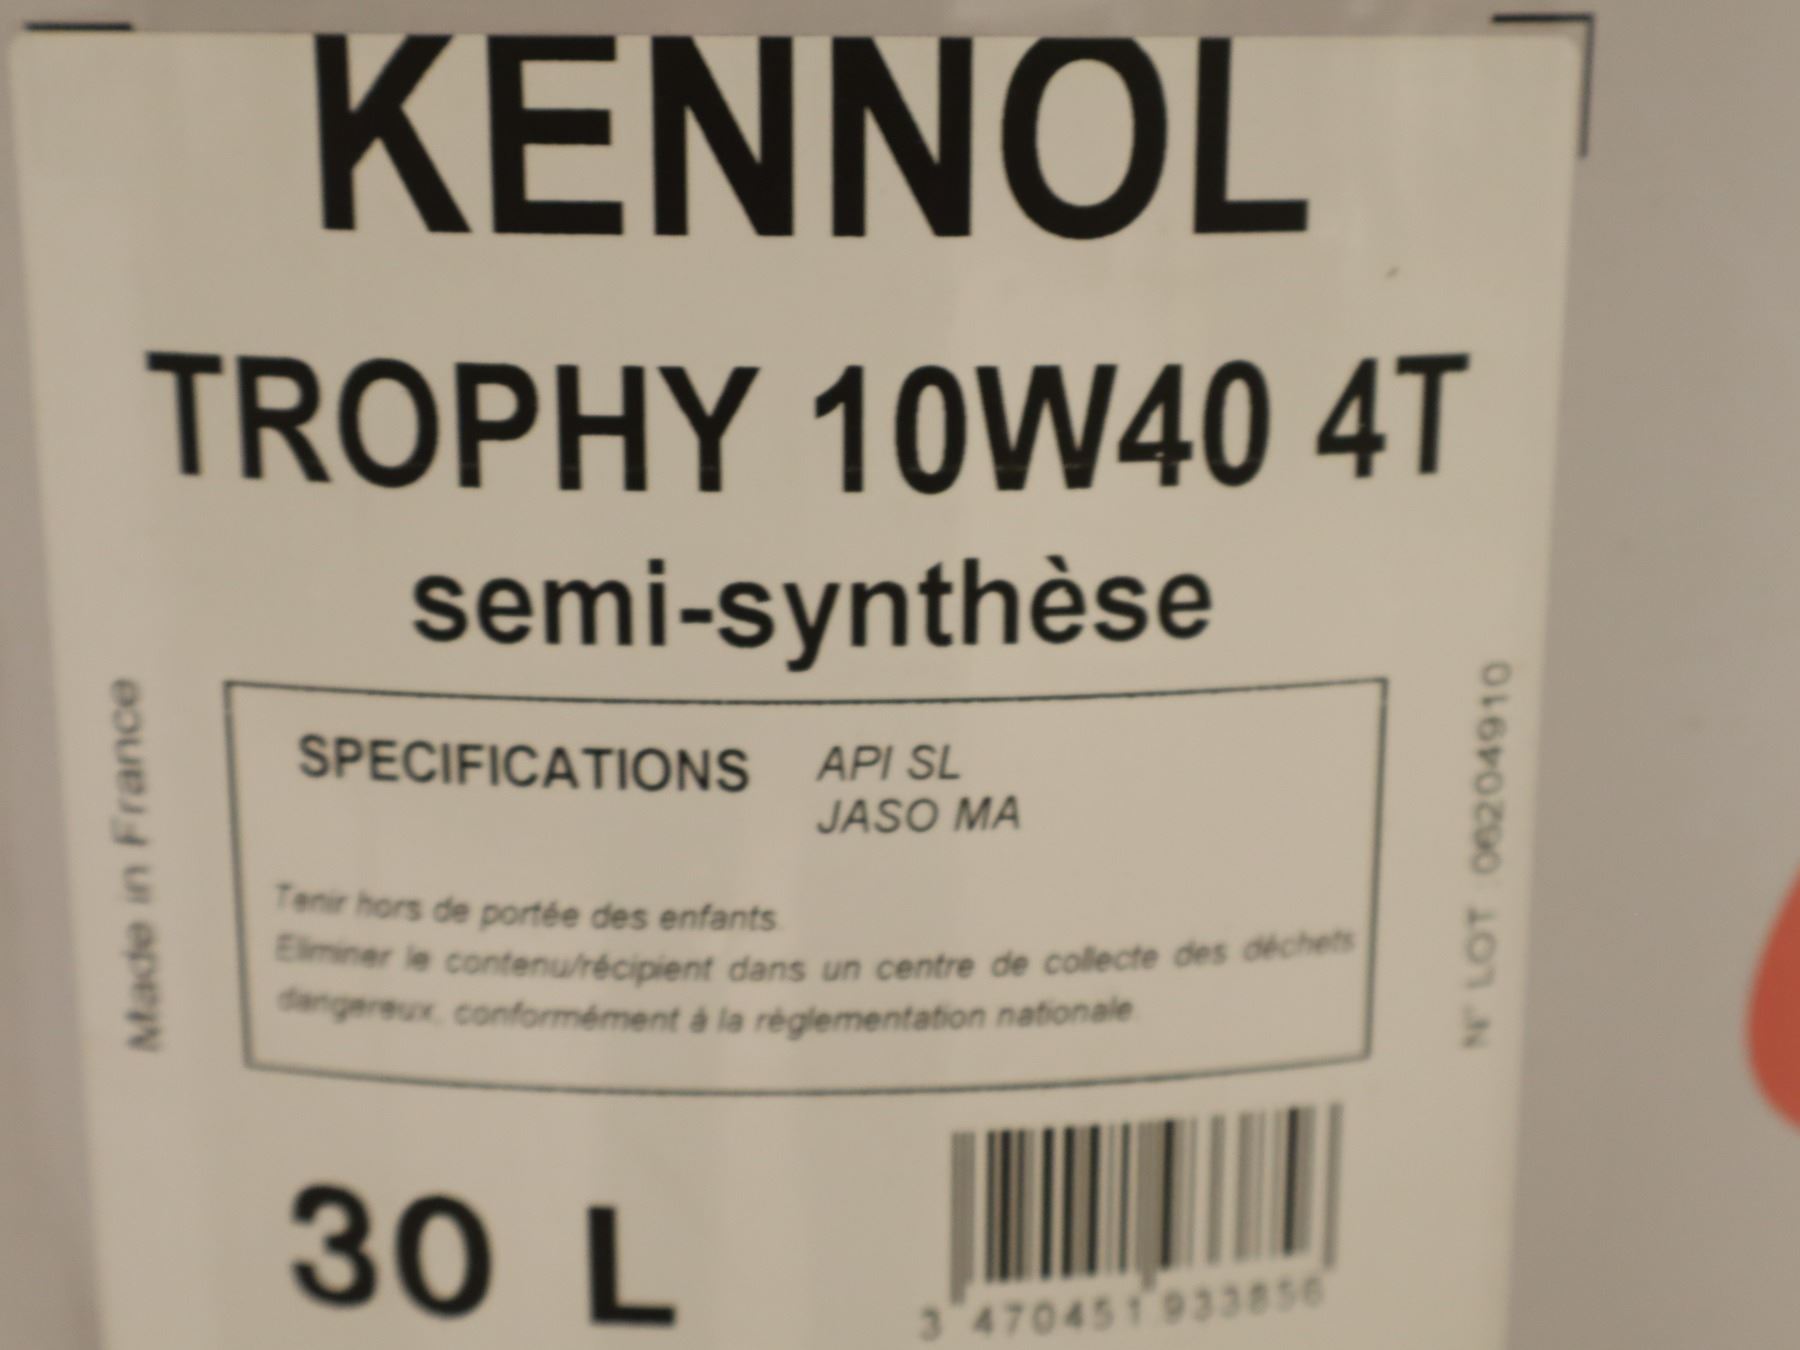 KENNOL
TROPHY 10W40 4T
semi-synthèse
Made in France
SPECIFICATIONS API SL
JASO MA
Tenir hors de portée des enfants.
Eliminer le contenu/récipient dans un centre de collecte des déchets
dangereux, conformément à la règlementation nationale.
N° LOT :06204910
30 L
3 470451 933856